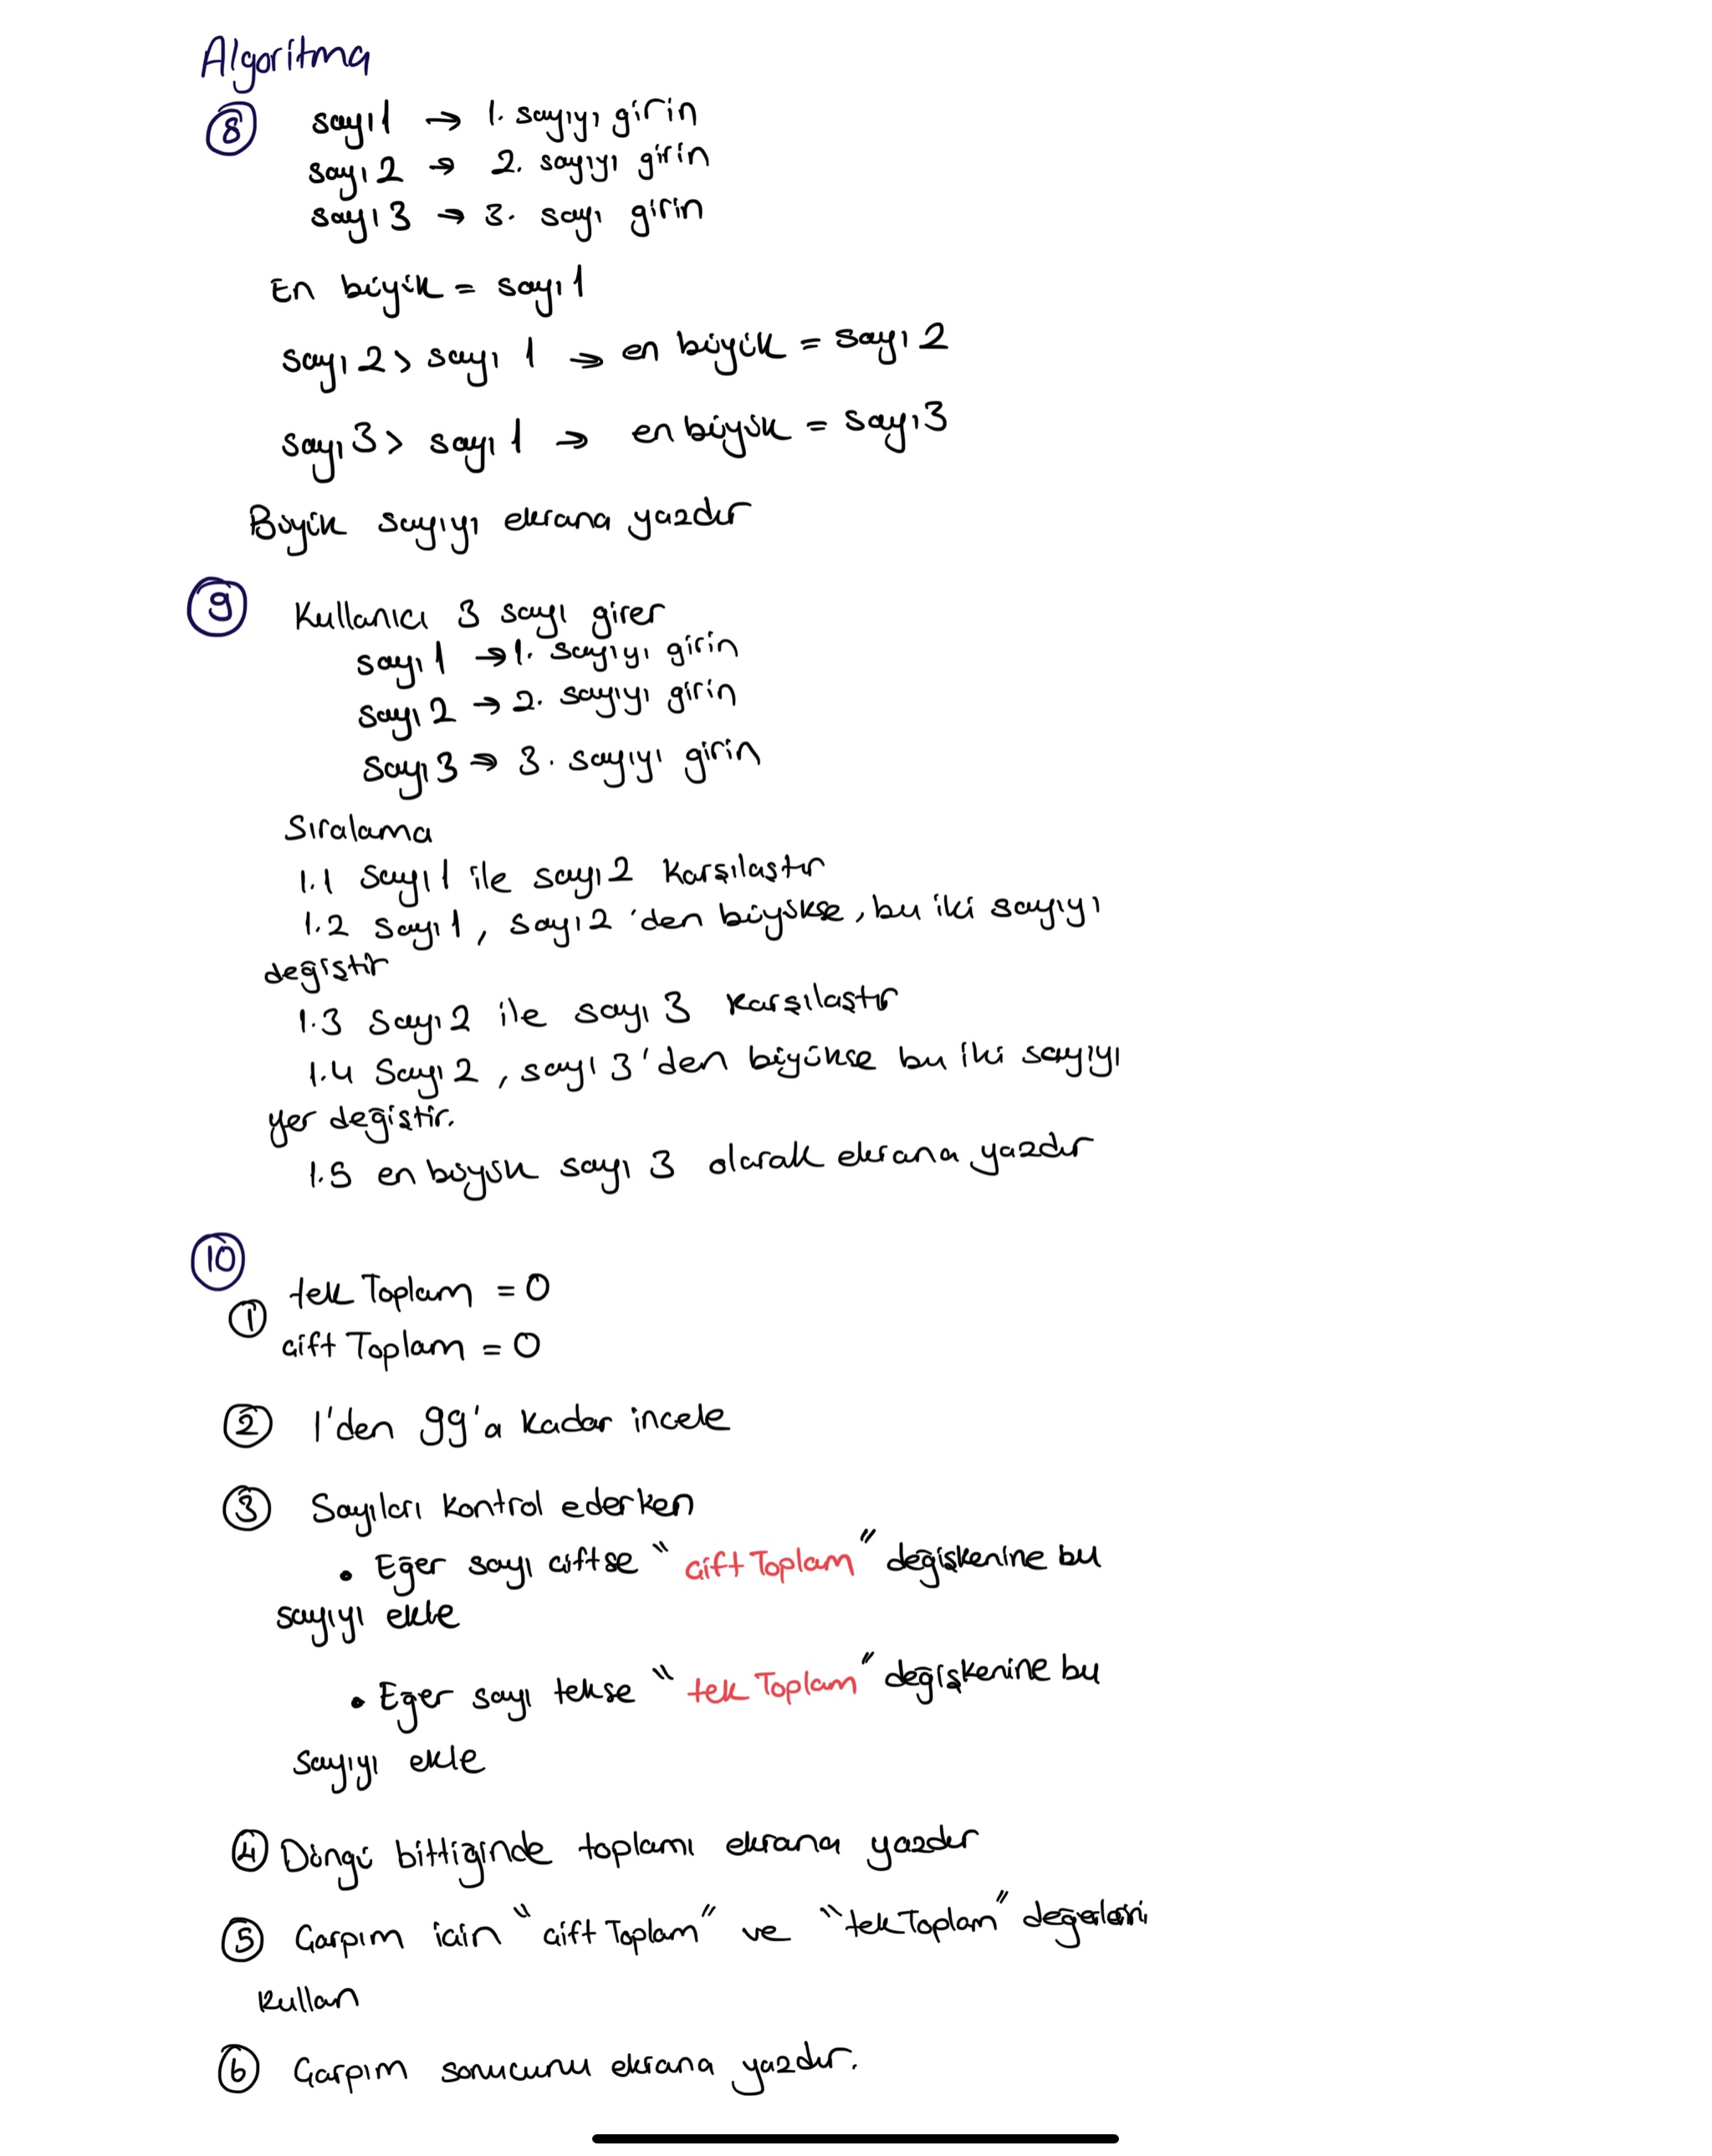 Algoritma
8 sayı1 → 1. sayıyı girin
sayı2 → 2. sayıyı girin
sayı3 → 3. sayı girin
En büyük = sayı1
sayı2 > sayı 1 → en büyük = sayı 2
sayı3 > sayı1 → en büyük = sayı3
Büyük sayıyı ekrana yazdır
9 Kullanıcı 3 sayı girer
sayı1 → 1. sayıyı girin
sayı2 → 2. sayıyı girin
sayı3 → 3. sayıyı girin
Sıralama
1.1 sayı1 ile sayı2 karşılaştır
1.2 sayı1, sayı2'den büyükse, bu iki sayıyı
değiştir
1.3 sayı2 ile sayı 3 karşılaştır
1.4 Sayı2, sayı 3'den büyükse bu iki sayıyı
yer değiştir.
1.5 en büyük sayı 3 olarak ekrana yazdır
10
1 tek Toplam = 0
çift Toplam = 0
2 1'den 99'a kadar incele
3 Sayıları kontrol ederken
• Eğer sayı çiftse "çift Toplam" değişkenine bu
sayıyı ekle
• Eğer sayı tekse "tek Toplam" değişkenine bu
sayıyı ekle
4 Döngü bittiğinde toplamı ekrana yazdır
5 Çarpım için "çift Toplam" ve "tek Toplam" değerlerini
kullan
6 Çarpım sonucunu ekrana yazdır.